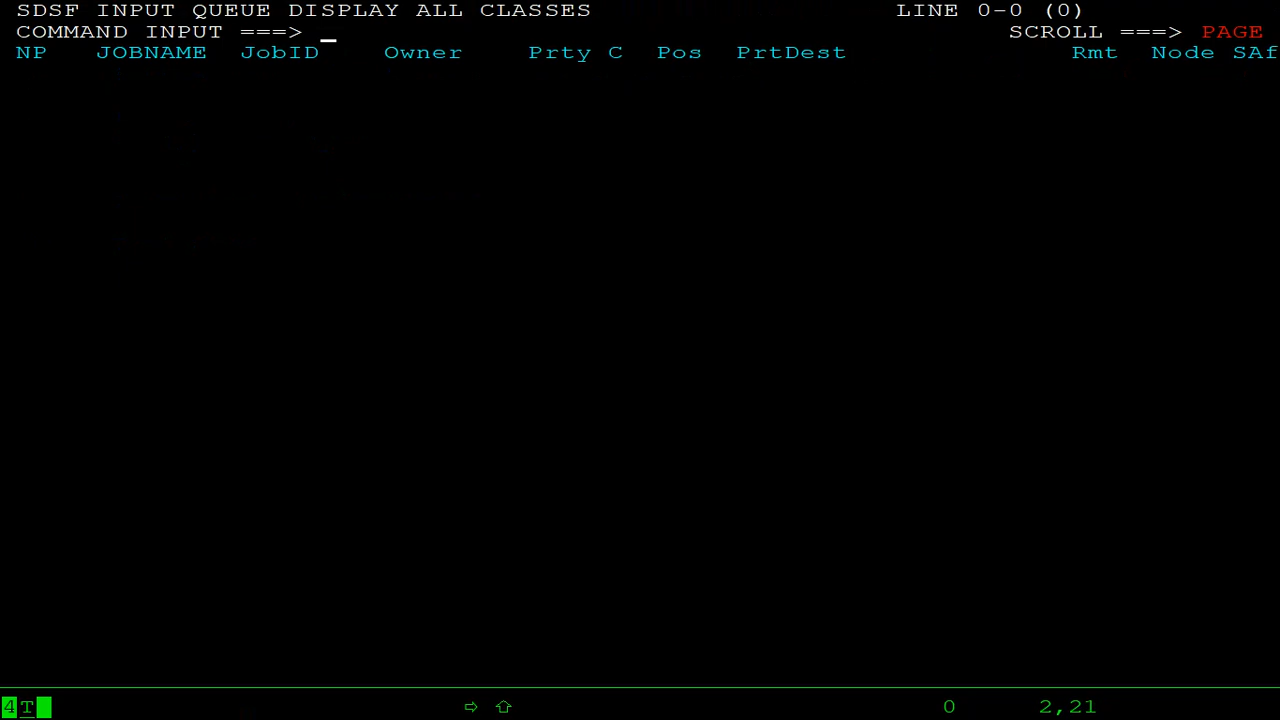 SDSF INPUT QUEUE DISPLAY ALL CLASSES LINE 0-0 (0)
COMMAND INPUT ===> _ SCROLL ===> PAGE
NP JOBNAME JobID Owner Prty C Pos PrtDest Rmt Node SAf
4T ⇨ ⇧ 0 2,21